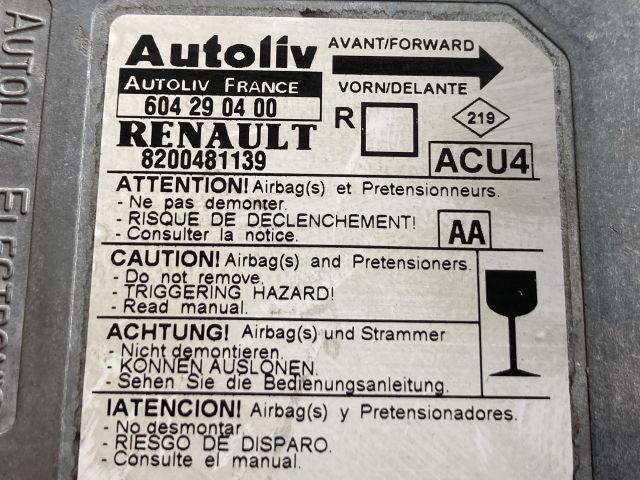 Autoliv
AVANT/FORWARD
AUTOLIV FRANCE
VORN/DELANTE
604 29 04 00
R
219
RENAULT
8200481139
ACU4
ATTENTION! Airbag(s) et Pretensionneurs.
- Ne pas demonter.
- RISQUE DE DECLENCHEMENT!
- Consulter la notice.
AA
CAUTION! Airbag(s) and Pretensioners.
- Do not remove.
- TRIGGERING HAZARD!
- Read manual.
ACHTUNG! Airbag(s) und Strammer
- Nicht demontieren.
- KONNEN AUSLONEN.
- Sehen Sie die Bedienungsanleitung.
IATENCION! Airbag(s) y Pretensionadores.
- No desmontar.
- RIESGO DE DISPARO.
- Consulte el manual.
AUTOLIV